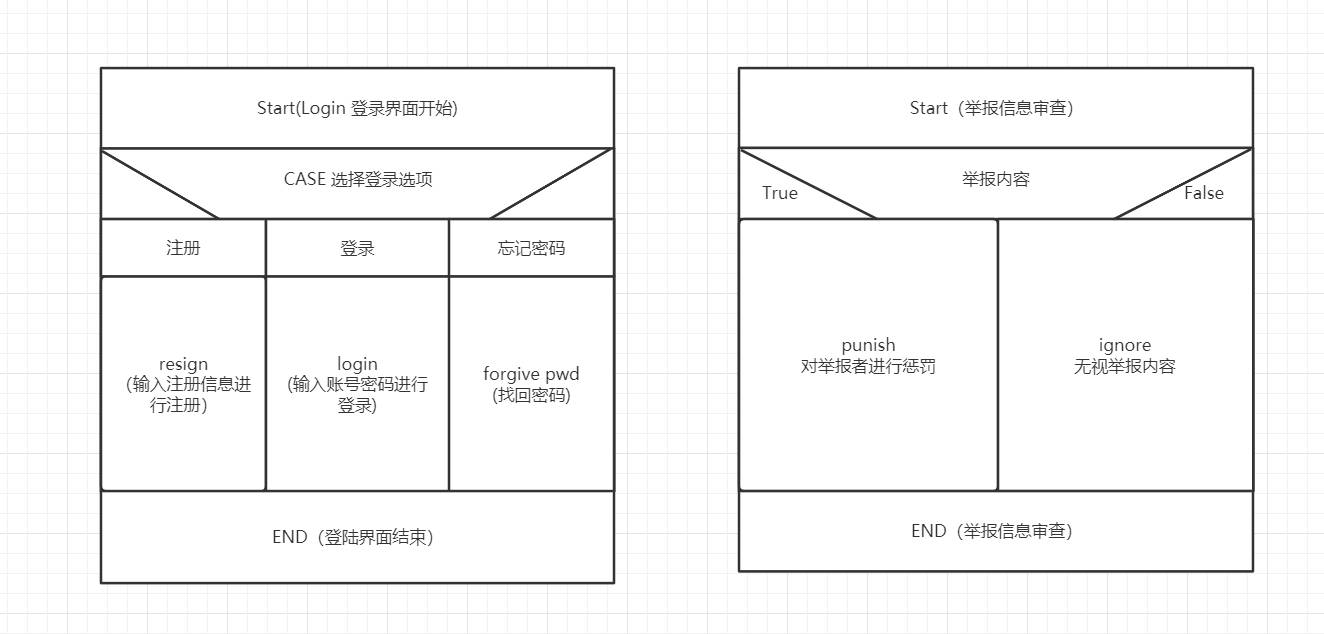 Start(Login 登录界面开始)
CASE 选择登录选项
注册
登录
忘记密码
resign
(输入注册信息进
行注册）
login
(输入账号密码进行
登录)
forgive pwd
(找回密码)
END（登陆界面结束）
Start（举报信息审查）
举报内容
True
False
punish
对举报者进行惩罚
ignore
无视举报内容
END（举报信息审查）